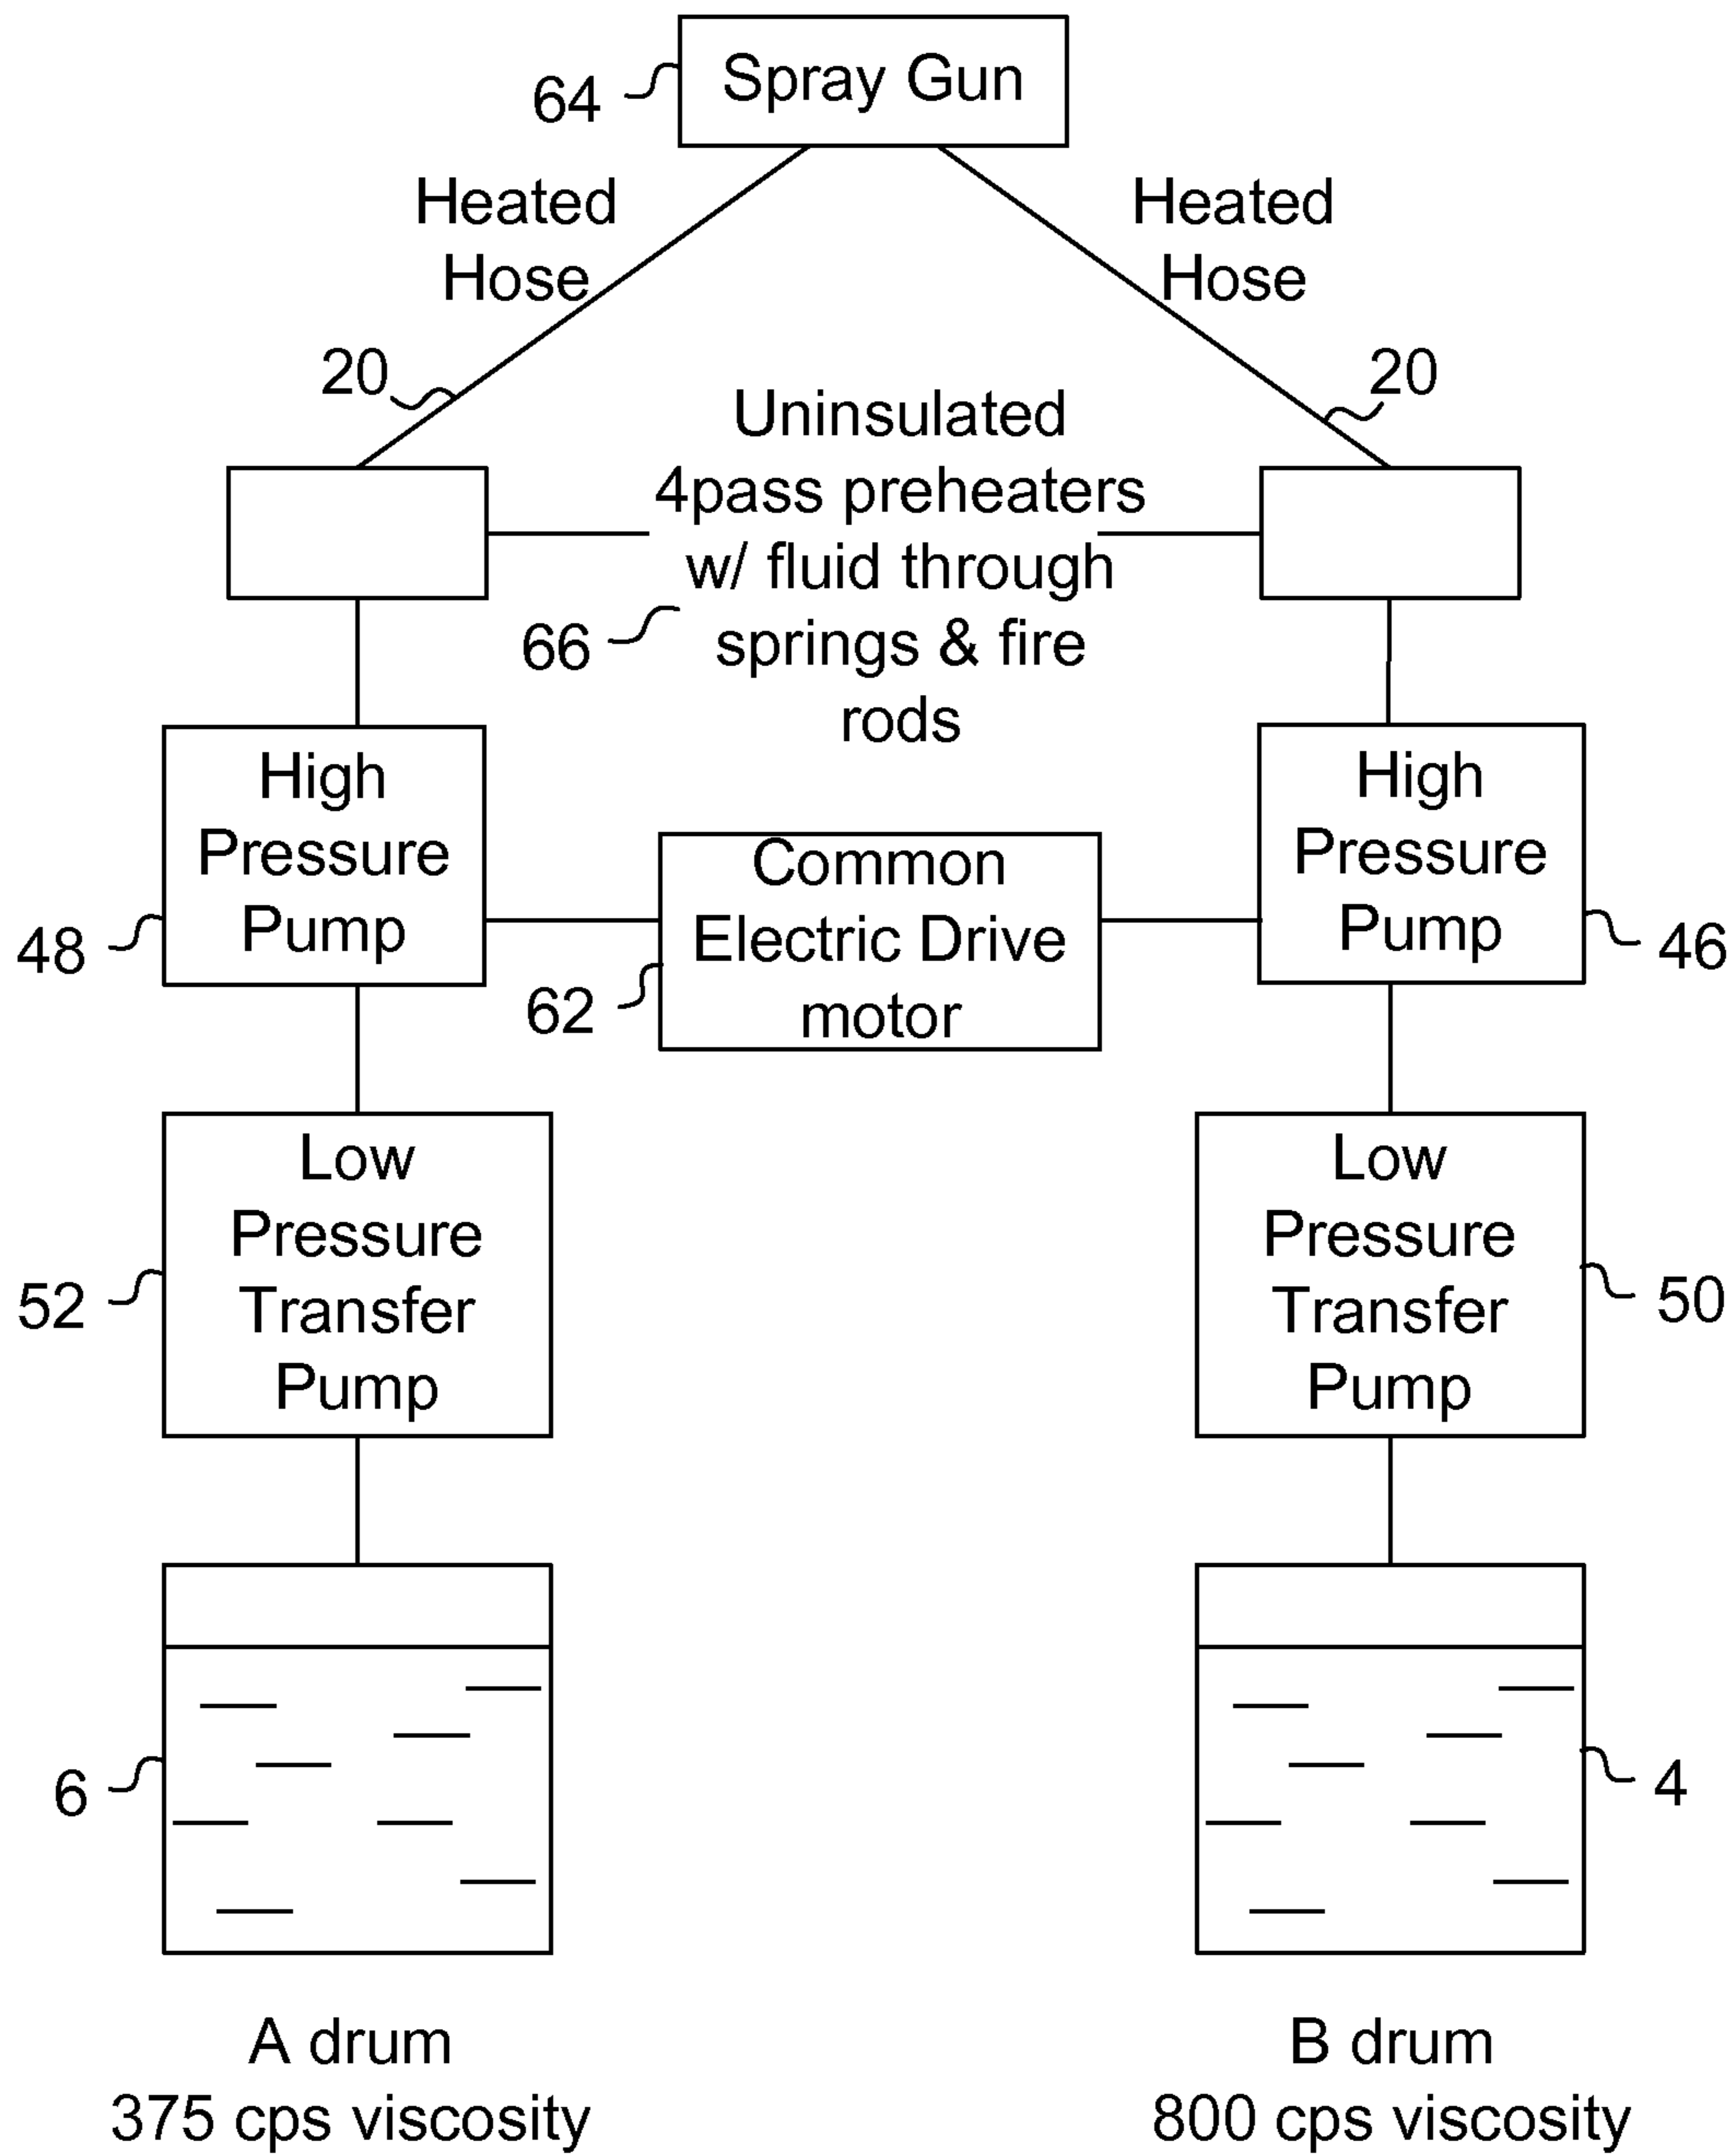 Spray Gun
64
Heated
Hose
Heated
Hose
20
20
Uninsulated
4pass preheaters
w/ fluid through
springs & fire
rods
66
High
Pressure
Pump
48
Common
Electric Drive
motor
62
High
Pressure
Pump
46
Low
Pressure
Transfer
Pump
52
Low
Pressure
Transfer
Pump
50
6
4
A drum
375 cps viscosity
B drum
800 cps viscosity